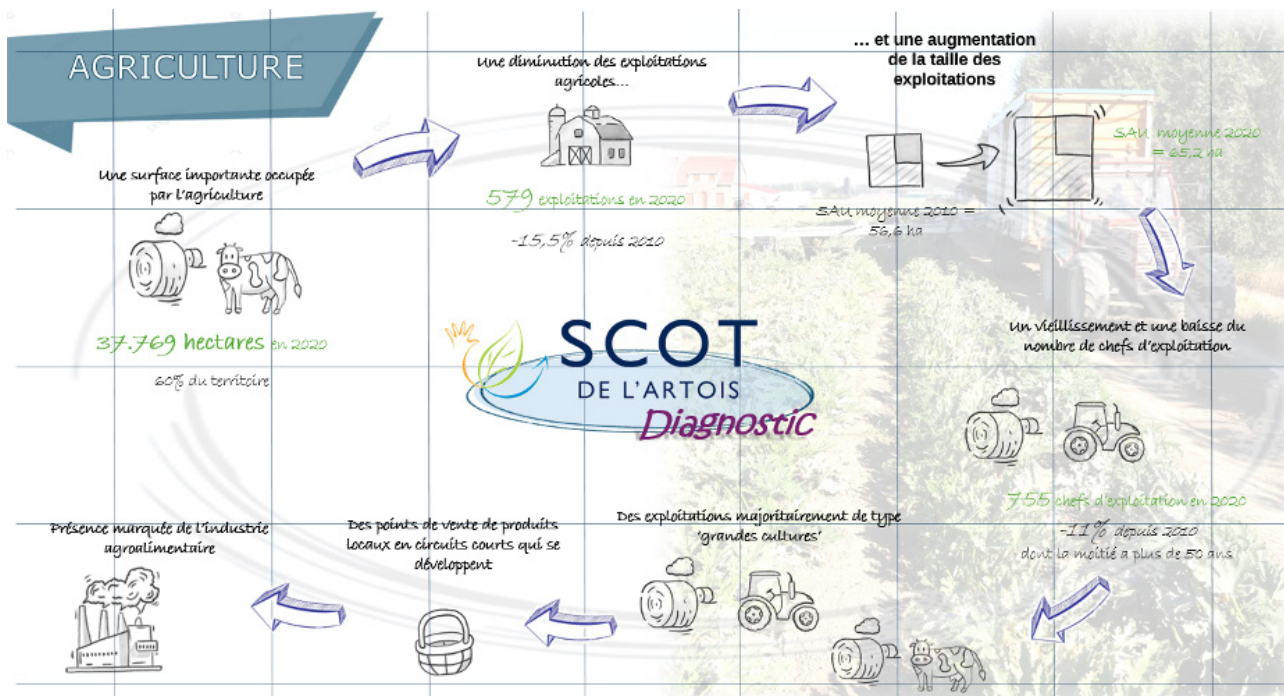 AGRICULTURE
Une surface importante occupée
par l'agriculture
37.769 hectares en 2020
60% du territoire
Une diminution des exploitations
agricoles...
579 exploitations en 2020
-15,5% depuis 2010
... et une augmentation
de la taille des
exploitations
SAU moyenne 2010 =
56,6 ha
SAU moyenne 2020
= 65,2 ha
Un vieillissement et une baisse du
nombre de chefs d'exploitation
755 chefs d'exploitation en 2020
-11% depuis 2010
dont la moitié a plus de 50 ans
Des exploitations majoritairement de type
'grandes cultures'
Des points de vente de produits
locaux en circuits courts qui se
développent
Présence marquée de l'industrie
agroalimentaire
SCOT
DE L'ARTOIS
Diagnostic